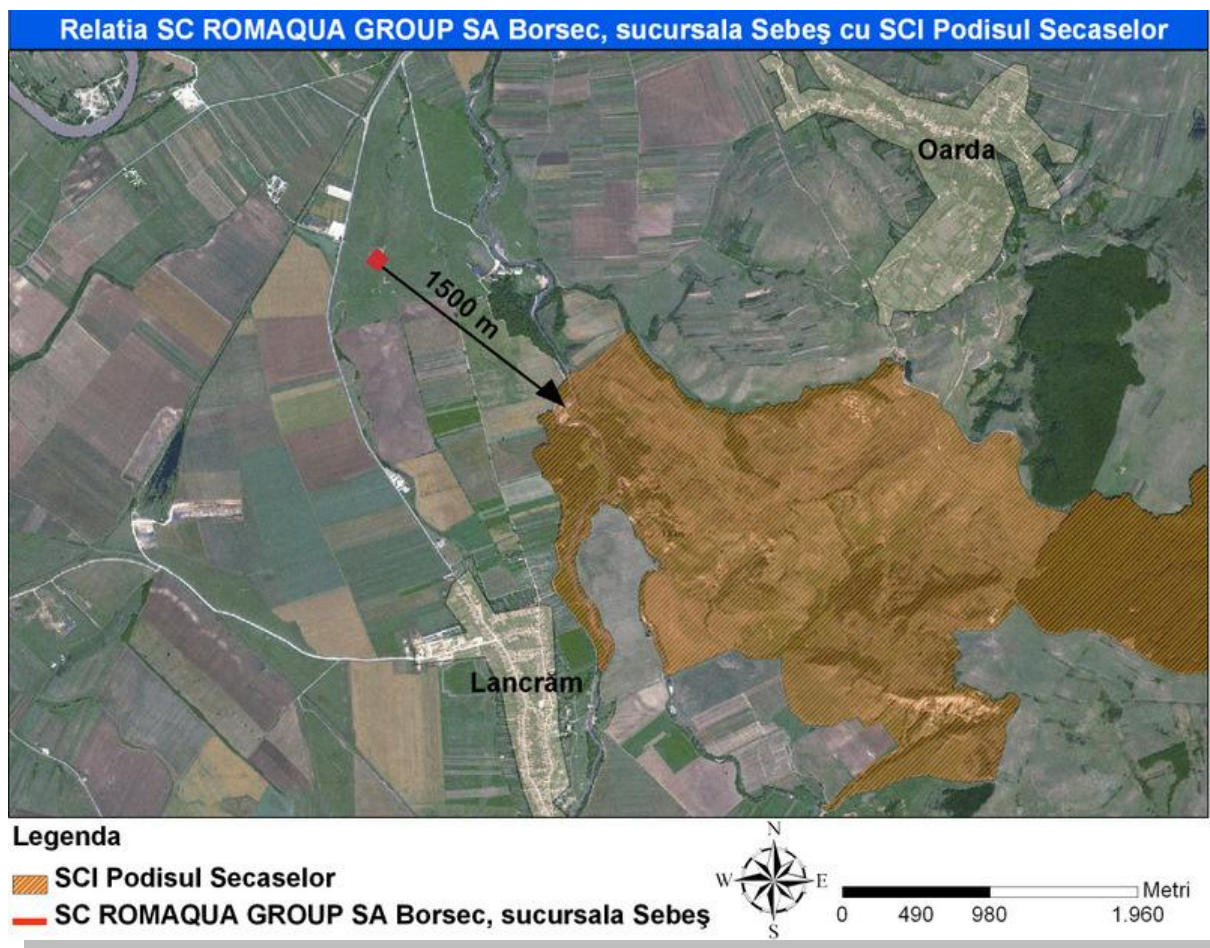 Relatia SC ROMAQUA GROUP SA Borsec, sucursala Sebeş cu SCI Podisul Secaselor
Oarda
1500 m
Lancrăm
Legenda
SCI Podisul Secaselor
SC ROMAQUA GROUP SA Borsec, sucursala Sebeş
N
W E
S
Metri
0 490 980 1.960